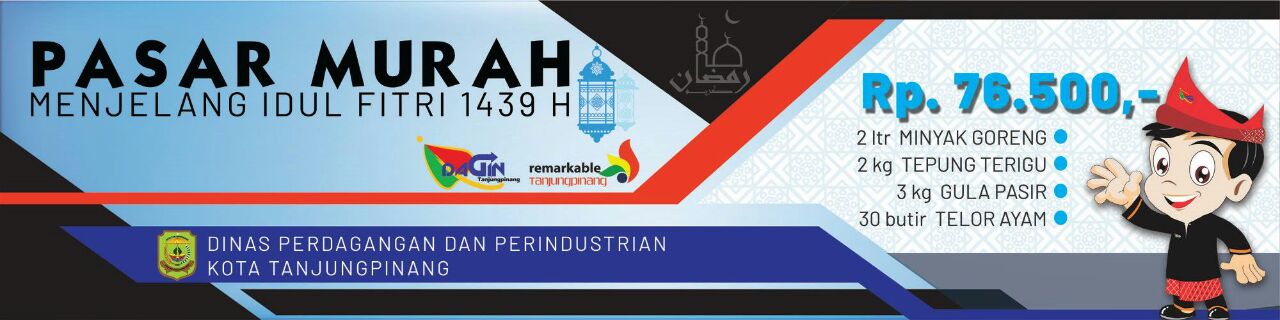 PASAR MURAH
MENJELANG IDUL FITRI 1439 H
DAGIN
Tanjungpinang
remarkable
TANJUNGPINANG
رمضان
Rp. 76.500,-
2 ltr MINYAK GORENG
2 kg TEPUNG TERIGU
3 kg GULA PASIR
30 butir TELOR AYAM
DINAS PERDAGANGAN DAN PERINDUSTRIAN
KOTA TANJUNGPINANG